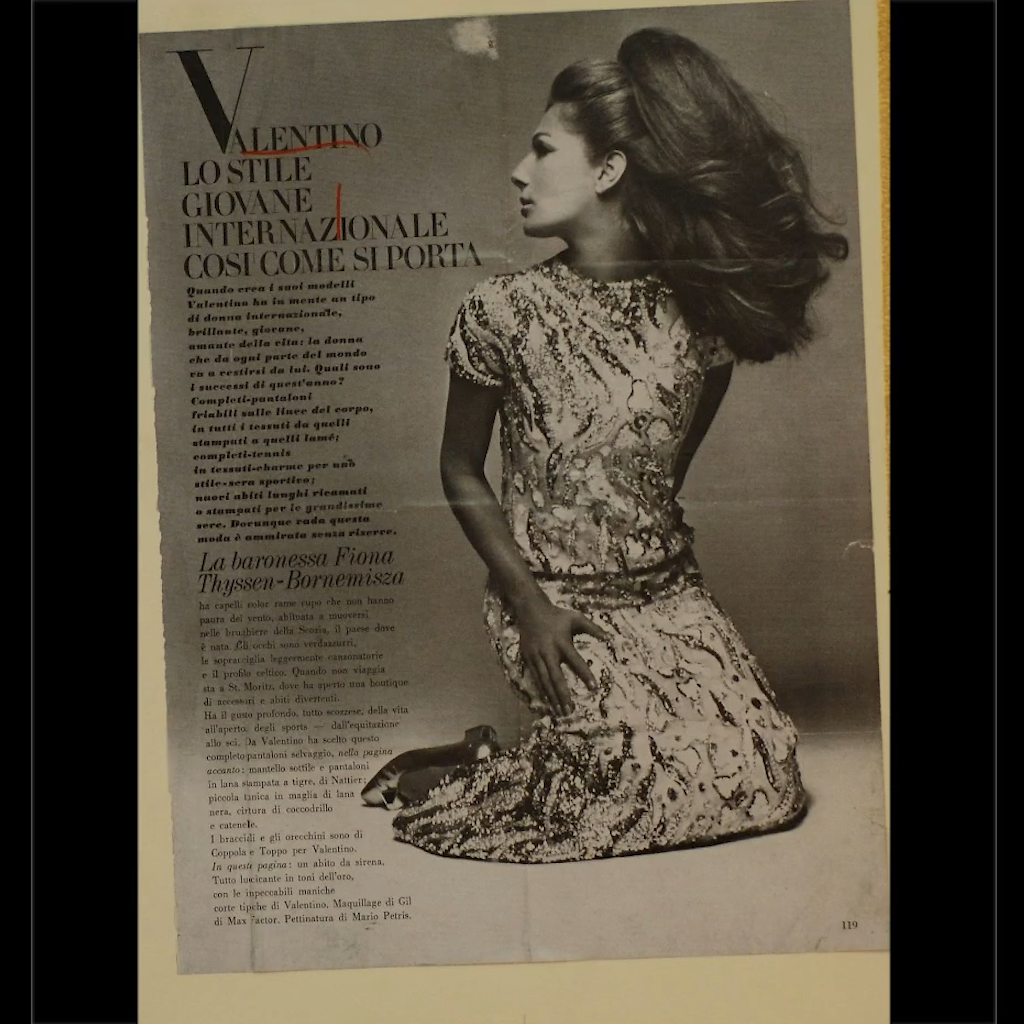 VALENTINO
LO STILE
GIOVANE
INTERNAZIONALE
COSI COME SI PORTA
Quando crea i suoi modelli
Valentino ha in mente un tipo
di donna internazionale,
brillante, giovane,
amante della vita: la donna
che da ogni parte del mondo
va a vestirsi da lui. Quali sono
i successi di quest'anno?
Completi-pantaloni
friabili sulle linee del corpo,
in tutti i tessuti da quelli
stampati a quelli lamé;
completi-tennis
in tessuti-charme per uno
stile-sera sportivo;
nuovi abiti lunghi ricamati
o stampati per le grandissime
sere. Dovunque vada questa
moda è ammirata senza riserve.
La baronessa Fiona
Thyssen-Bornemisza
ha capelli color rame cupo che non hanno
paura del vento, abituata a muoversi
nelle brughiere della Scozia, il paese dove
è nata. Gli occhi sono verdazzurri,
le sopracciglia leggermente canzonatorie
e il profilo celtico. Quando non viaggia
sta a St. Moritz, dove ha aperto una boutique
di accessori e abiti divertenti.
Ha il gusto profondo, tutto scozzese, della vita
all'aperto, degli sports — dall'equitazione
allo sci. Da Valentino ha scelto questo
completo-pantaloni selvaggio, nella pagina
accanto: mantello sottile e pantaloni
in lana stampata a tigre, di Nattier;
piccola tunica in maglia di lana
nera, cintura di coccodrillo
e catenele.
I braccidi e gli orecchini sono di
Coppola e Toppo per Valentino.
In questa pagina: un abito da sirena.
Tutto luccicante in toni dell'oro,
con le impeccabili maniche
corte tipiche di Valentino. Maquillage di Gil
di Max Factor. Pettinatura di Mario Petris.
119